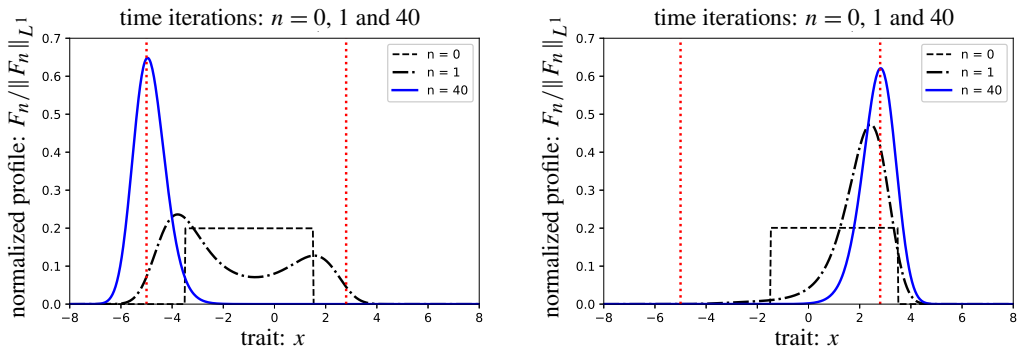 time iterations: n = 0, 1 and 40
normalized profile: F_n/∥F_n∥_{L^1}
0.7
0.6
0.5
0.4
0.3
0.2
0.1
0.0
n = 0
n = 1
n = 40
−8 −6 −4 −2 0 2 4 6 8
trait: x
time iterations: n = 0, 1 and 40
normalized profile: F_n/∥F_n∥_{L^1}
0.7
0.6
0.5
0.4
0.3
0.2
0.1
0.0
n = 0
n = 1
n = 40
−8 −6 −4 −2 0 2 4 6 8
trait: x